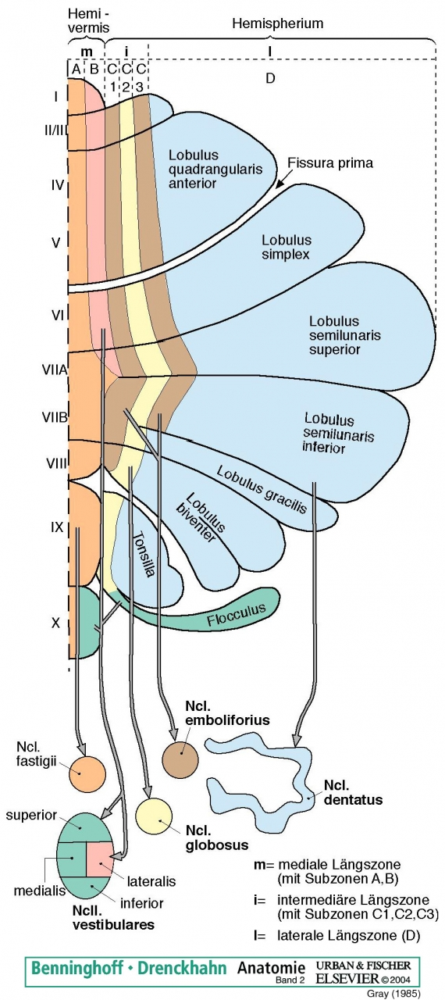 Hemi-
vermis
Hemispherium
m
i
l
A
B
C
1
C
2
C
3
D
I
II/III
IV
V
VI
VIIA
VIIB
VIII
IX
X
Lobulus
quadrangularis
anterior
Fissura prima
Lobulus
simplex
Lobulus
semilunaris
superior
Lobulus
semilunaris
inferior
Lobulus gracilis
Lobulus
biventer
Tonsilla
Flocculus
Ncl.
emboliforius
Ncl.
fastigii
Ncl.
dentatus
superior
Ncl.
globosus
medialis
lateralis
inferior
Ncll.
vestibulares
m= mediale Längszone
(mit Subzonen A,B)
i= intermediäre Längszone
(mit Subzonen C1,C2,C3)
l= laterale Längszone (D)
Benninghoff · Drenckhahn Anatomie
Band 2
URBAN & FISCHER
ELSEVIER ©2004
Gray (1985)